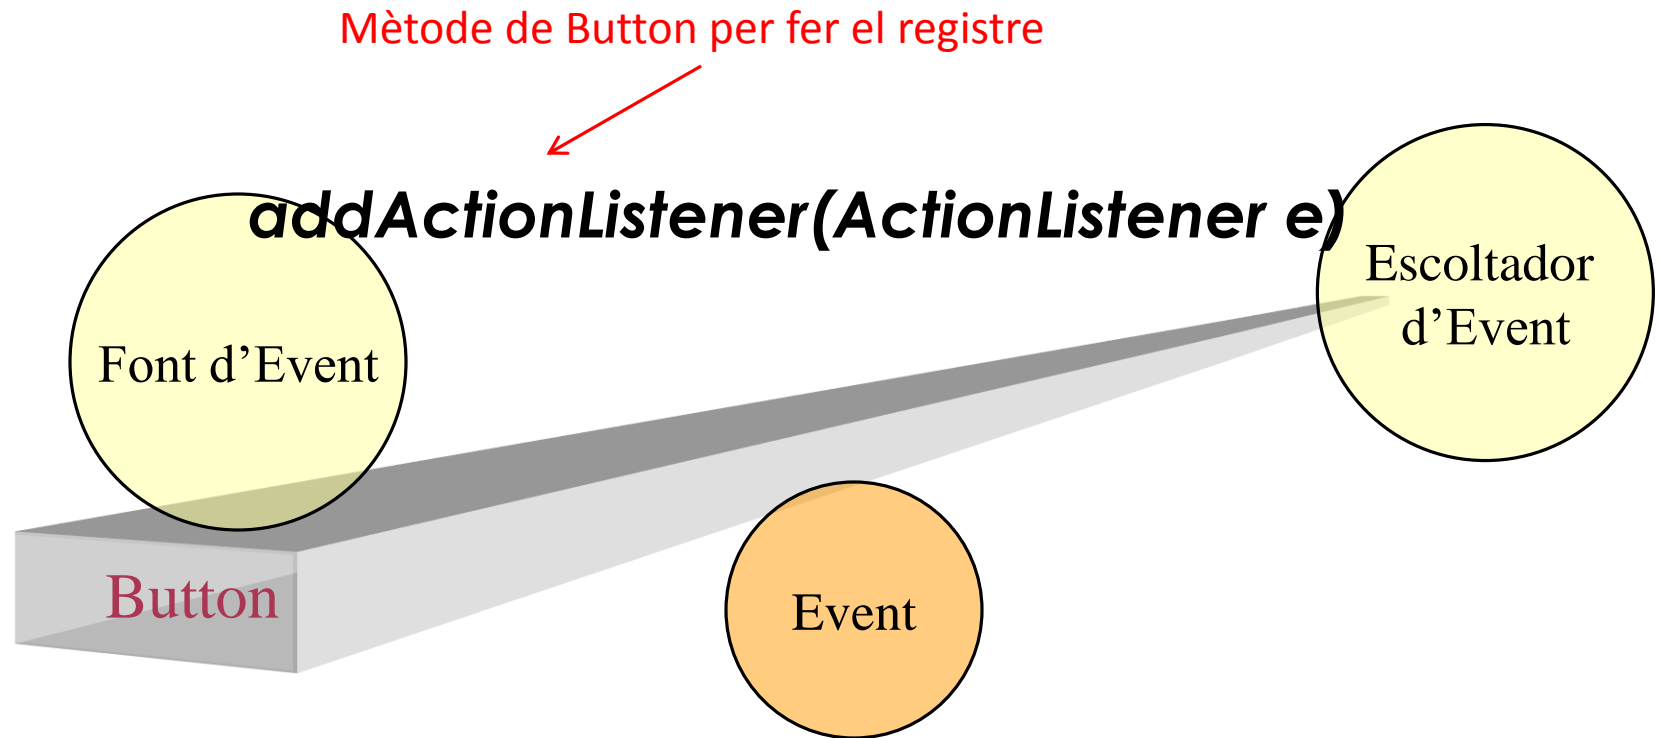 Mètode de Button per fer el registre
addActionListener(ActionListener e)
Escoltador
d’Event
Font d’Event
Button
Event